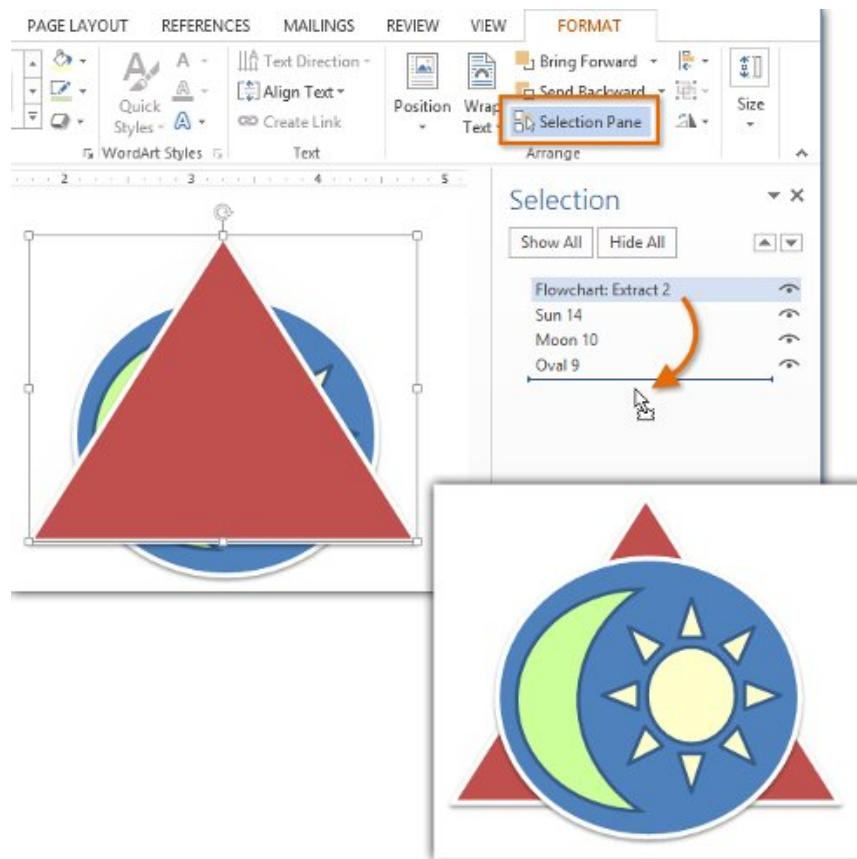 PAGE LAYOUT REFERENCES MAILINGS REVIEW VIEW FORMAT
A A Text Direction Bring Forward
Quick Styles A Align Text Position Wrap Text Send Backward Size
A Create Link Selection Pane
WordArt Styles Text Arrange
2 3 4 5
Selection
Show All Hide All
Flowchart: Extract 2
Sun 14
Moon 10
Oval 9